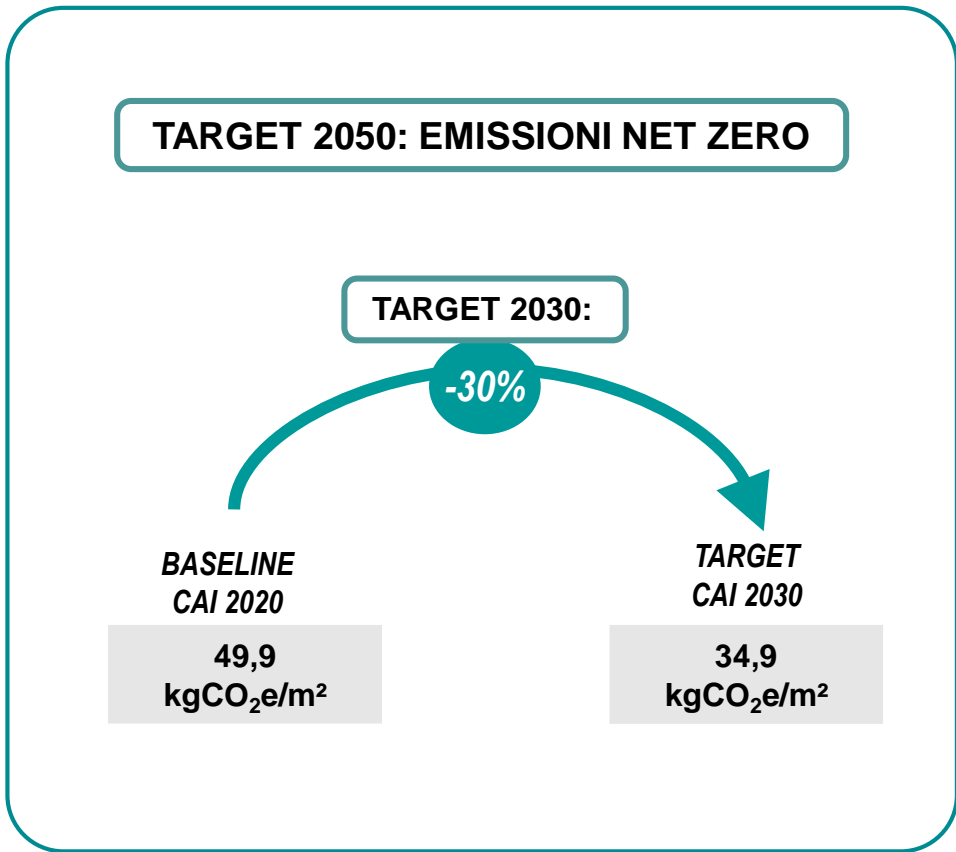 TARGET 2050: EMISSIONI NET ZERO
TARGET 2030:
-30%
BASELINE
CAI 2020
49,9
kgCO₂e/m²
TARGET
CAI 2030
34,9
kgCO₂e/m²